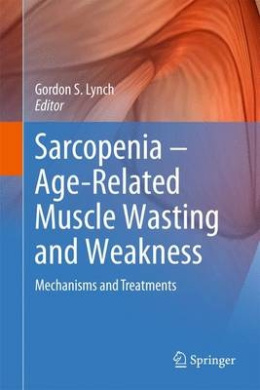 Gordon S. Lynch
Editor
Sarcopenia –
Age-Related
Muscle Wasting
and Weakness
Mechanisms and Treatments
Springer